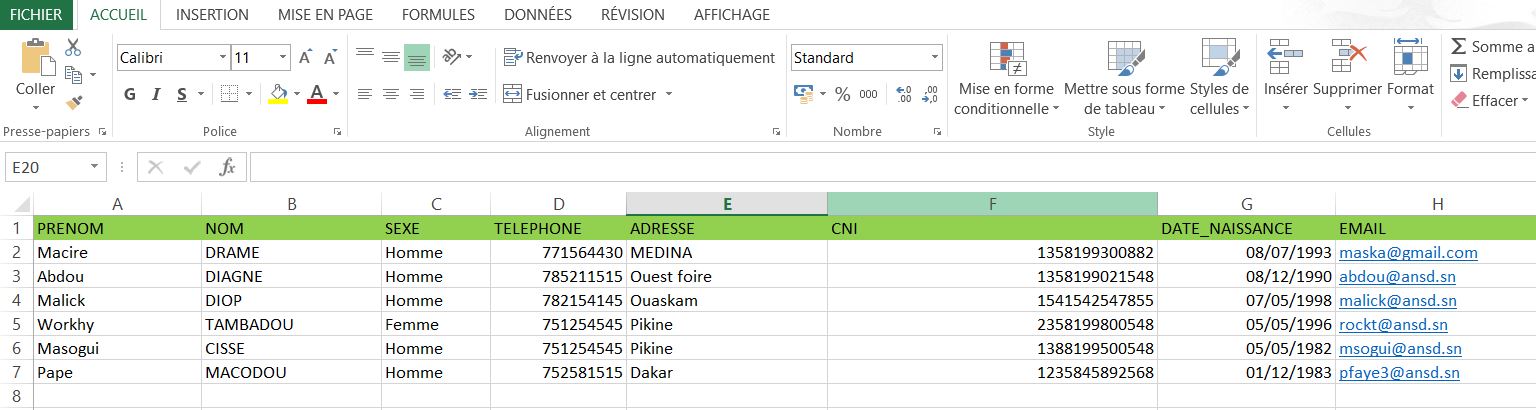 FICHIER ACCUEIL INSERTION MISE EN PAGE FORMULES DONNÉES RÉVISION AFFICHAGE
Calibri 11 A A Renvoyer à la ligne automatiquement Standard Somme a
Remplissa
Coller G I S A Fusionner et centrer % 000 ,00 ,0 Mise en forme Mettre sous forme Styles de Insérer Supprimer Format
conditionnelle de tableau cellules Effacer
Presse-papiers Police Alignement Nombre Style Cellules
E20 fx
A B C D E F G H
1 PRENOM NOM SEXE TELEPHONE ADRESSE CNI DATE_NAISSANCE EMAIL
2 Macire DRAME Homme 771564430 MEDINA 1358199300882 08/07/1993 maska@gmail.com
3 Abdou DIAGNE Homme 785211515 Ouest foire 1358199021548 08/12/1990 abdou@ansd.sn
4 Malick DIOP Homme 782154145 Ouaskam 1541542547855 07/05/1998 malick@ansd.sn
5 Workhy TAMBADOU Femme 751254545 Pikine 2358199800548 05/05/1996 rockt@ansd.sn
6 Masogui CISSE Homme 751254545 Pikine 1388199500548 05/05/1982 msogui@ansd.sn
7 Pape MACODOU Homme 752581515 Dakar 1235845892568 01/12/1983 pfaye3@ansd.sn
8